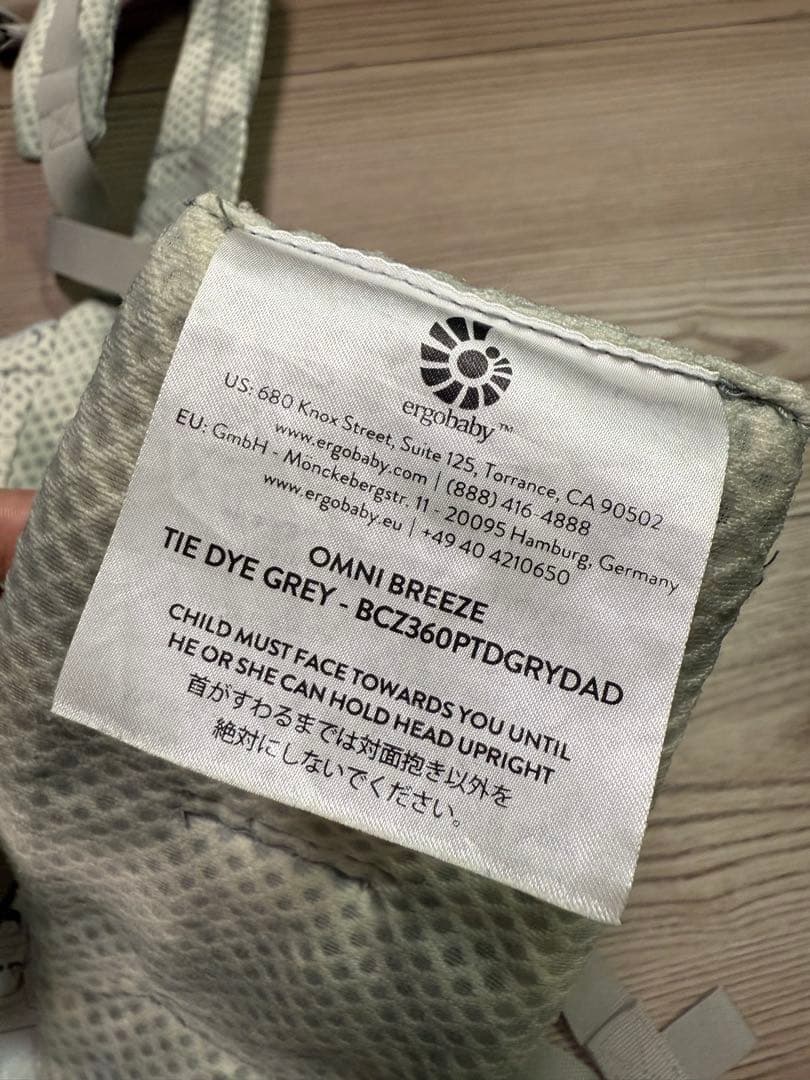 ergobaby™
US: 680 Knox Street, Suite 125, Torrance, CA 90502
www.ergobaby.com | (888) 416-4888
EU: GmbH - Mönckebergstr. 11 - 20095 Hamburg, Germany
www.ergobaby.eu | +49 40 4210650
OMNI BREEZE
TIE DYE GREY - BCZ360PTDGRYDAD
CHILD MUST FACE TOWARDS YOU UNTIL
HE OR SHE CAN HOLD HEAD UPRIGHT
首がすわるまでは対面抱き以外を
絶対にしないでください。